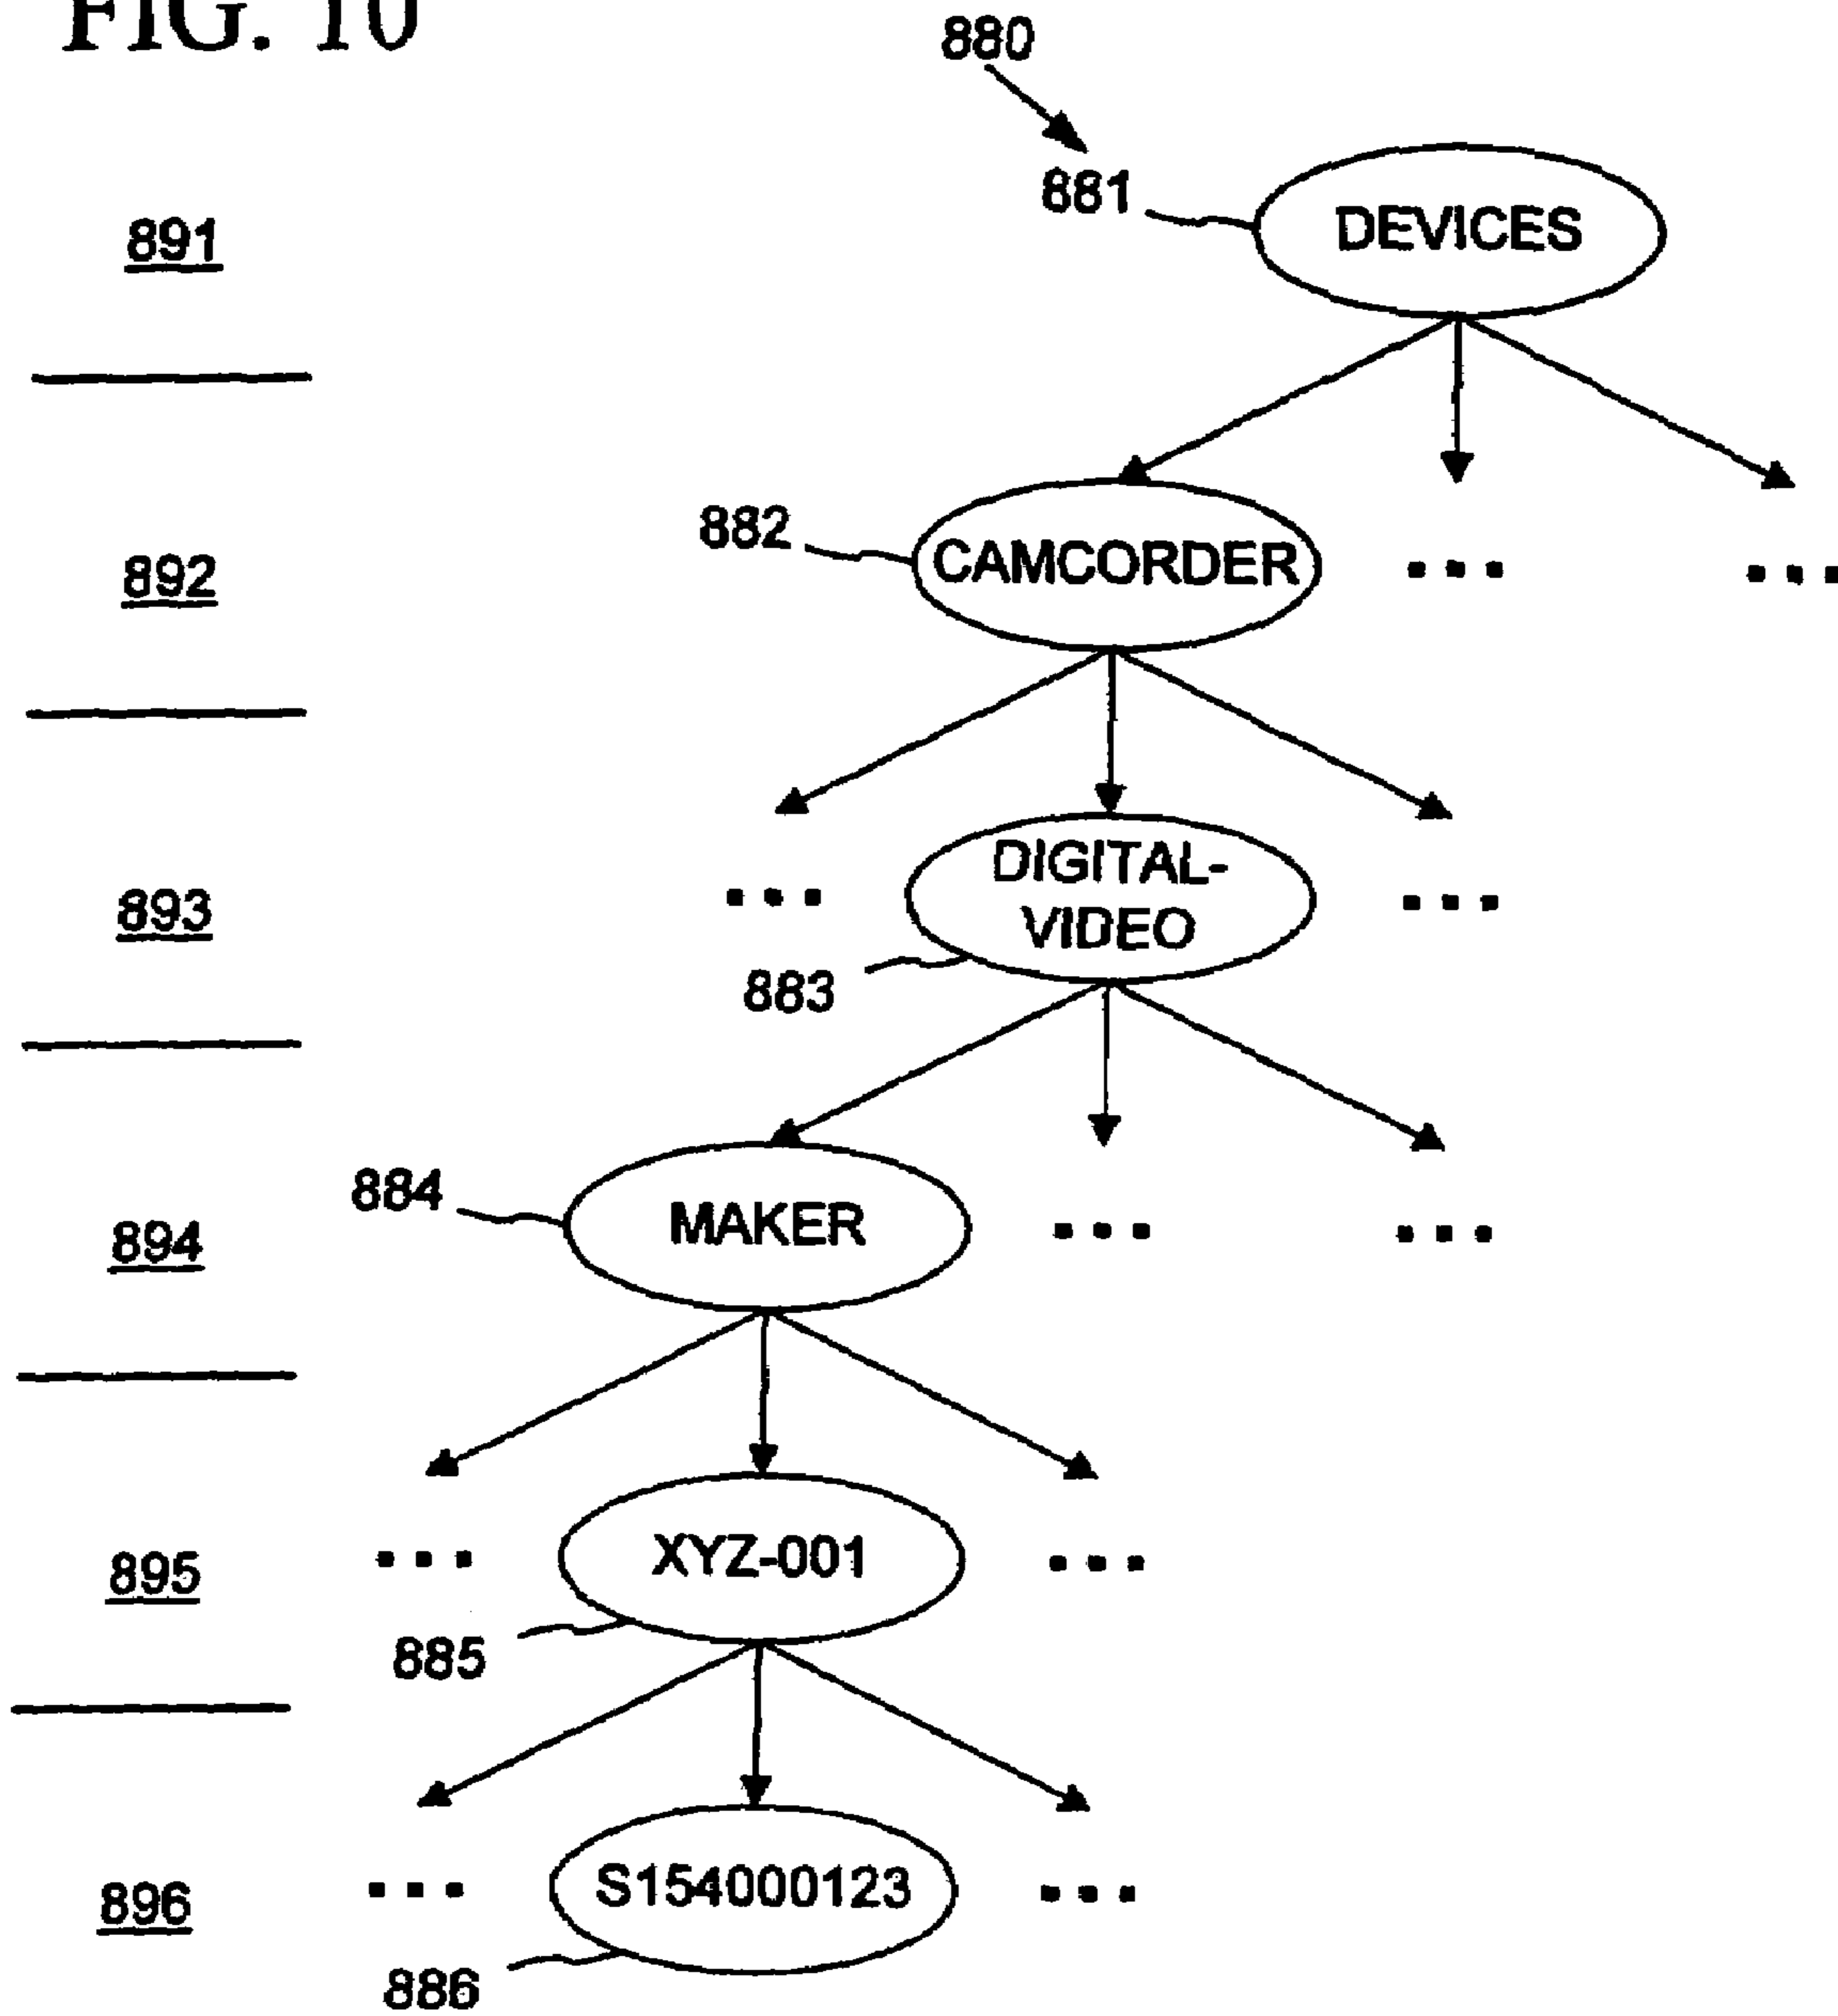 FIG. 10
880
881
DEVICES
891
882
CAMCORDER
...
...
892
DIGITAL-
VIDEO
...
...
893
883
884
MAKER
...
...
894
...
XYZ-001
...
895
885
...
S154000123
...
896
886